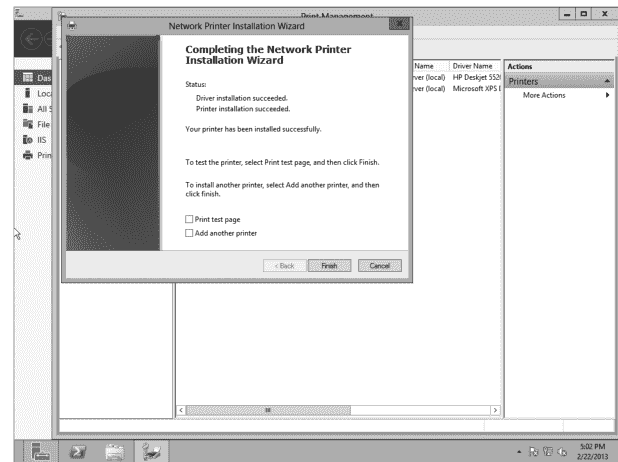 Print Management
Network Printer Installation Wizard
Completing the Network Printer
Installation Wizard
Status:
Driver installation succeeded.
Printer installation succeeded.
Your printer has been installed successfully.
To test the printer, select Print test page, and then click Finish.
To install another printer, select Add another printer, and then
click finish.
Print test page
Add another printer
< Back
Finish
Cancel
Das
Loca
All S
File
IIS
Prin
Name
Driver Name
ver (local)
HP Deskjet 5520
ver (local)
Microsoft XPS D
Actions
Printers
More Actions
5:02 PM
2/22/2013